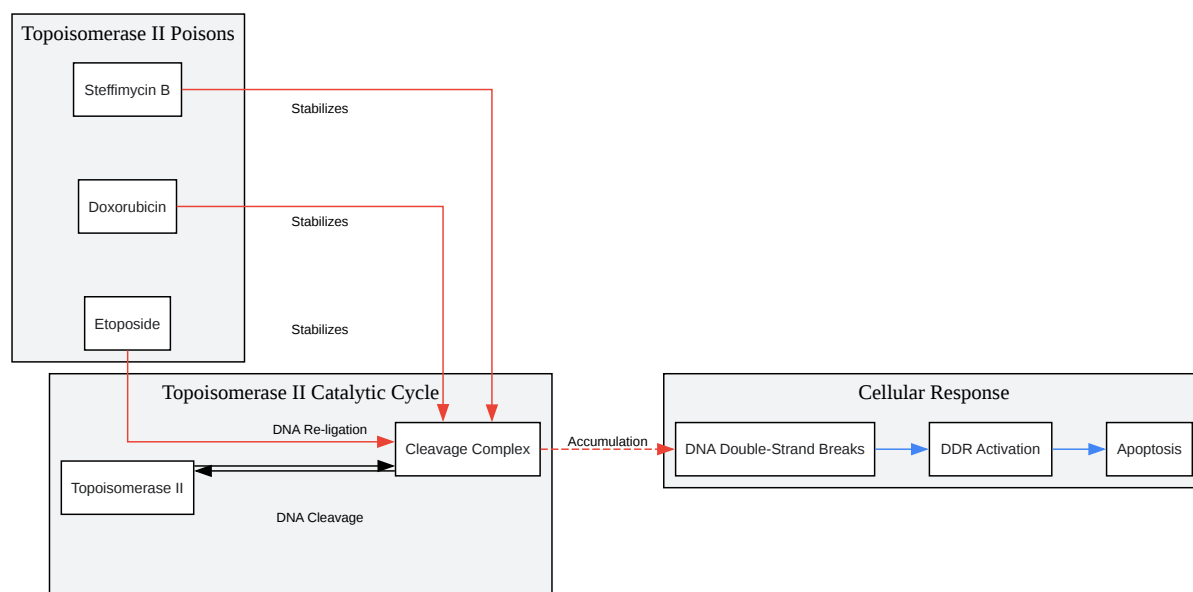 Topoisomerase II Poisons
Steffimycin B
Stabilizes
Doxorubicin
Stabilizes
Etoposide
Stabilizes
Topoisomerase II Catalytic Cycle
DNA Re-ligation
Cleavage Complex
Topoisomerase II
DNA Cleavage
Accumulation
Cellular Response
DNA Double-Strand Breaks
DDR Activation
Apoptosis